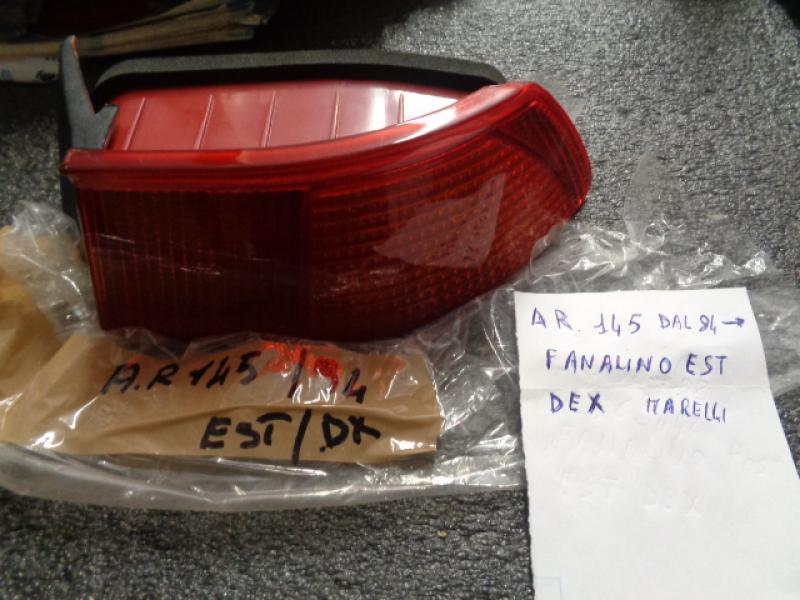 A.R 145 / 94
EST / DX
AR. 145 DAL 94 →
FANALINO EST
DEX MARELLI